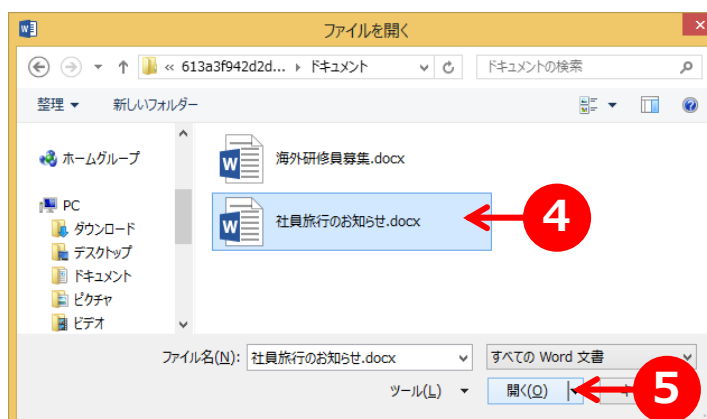 ファイルを開く
« 613a3f942d2d... ▸ ドキュメント
ドキュメントの検索
整理 ▼ 新しいフォルダー
ホームグループ
海外研修員募集.docx
PC
ダウンロード
社員旅行のお知らせ.docx
4
デスクトップ
ドキュメント
ピクチャ
ビデオ
ファイル名(N): 社員旅行のお知らせ.docx すべての Word 文書
ツール(L) ▼ 開く(O) 5